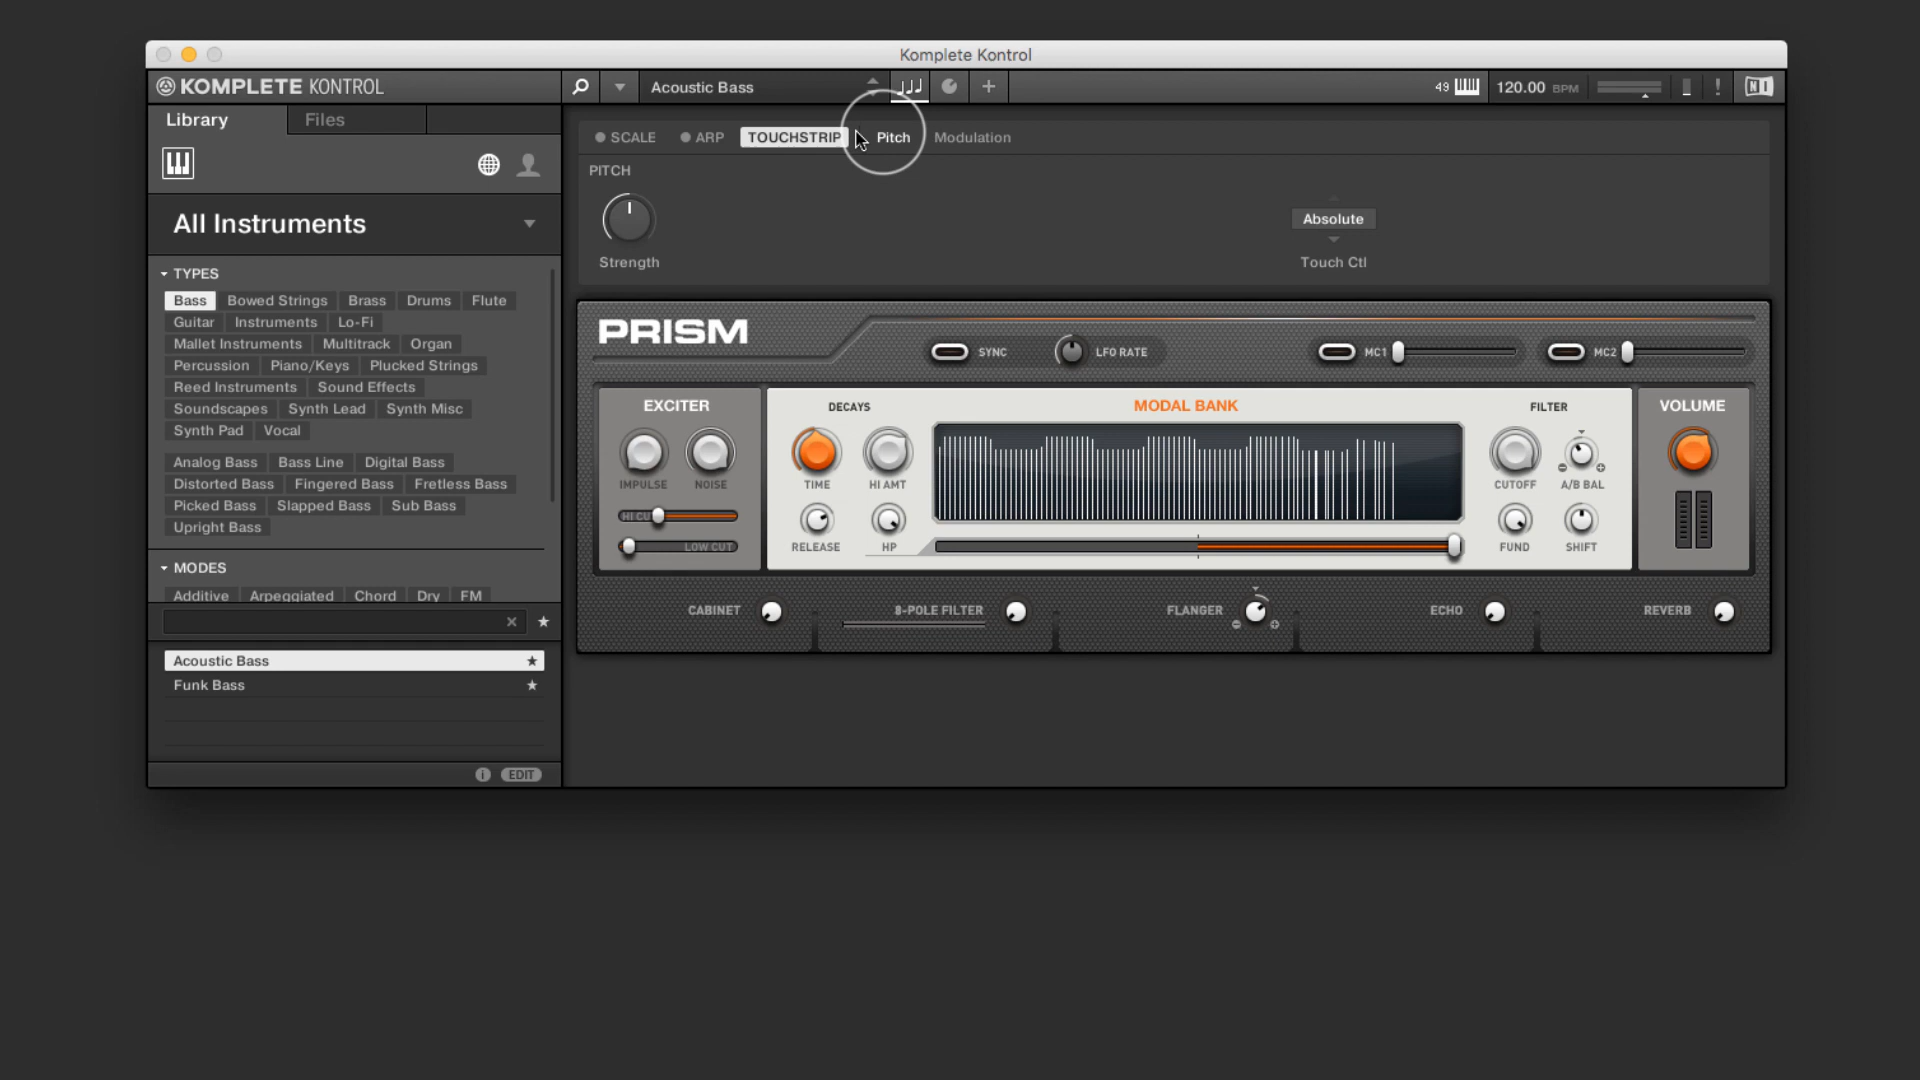 Komplete Kontrol
KOMPLETE KONTROL
Acoustic Bass
49
120.00 BPM
Library Files
SCALE ARP TOUCHSTRIP Pitch Modulation
PITCH
Strength
Absolute
Touch Ctl
All Instruments
TYPES
Bass Bowed Strings Brass Drums Flute
Guitar Instruments Lo-Fi
Mallet Instruments Multitrack Organ
Percussion Piano/Keys Plucked Strings
Reed Instruments Sound Effects
Soundscapes Synth Lead Synth Misc
Synth Pad Vocal
Analog Bass Bass Line Digital Bass
Distorted Bass Fingered Bass Fretless Bass
Picked Bass Slapped Bass Sub Bass
Upright Bass
MODES
Additive Arpeggiated Chord Dry FM
Acoustic Bass
Funk Bass
EDIT
PRISM
SYNC LFO RATE MC1 MC2
EXCITER DECAYS MODAL BANK FILTER VOLUME
IMPULSE NOISE TIME HI AMT CUTOFF A/B BAL
HI CU
LOW CUT RELEASE HP FUND SHIFT
CABINET 8-POLE FILTER FLANGER ECHO REVERB